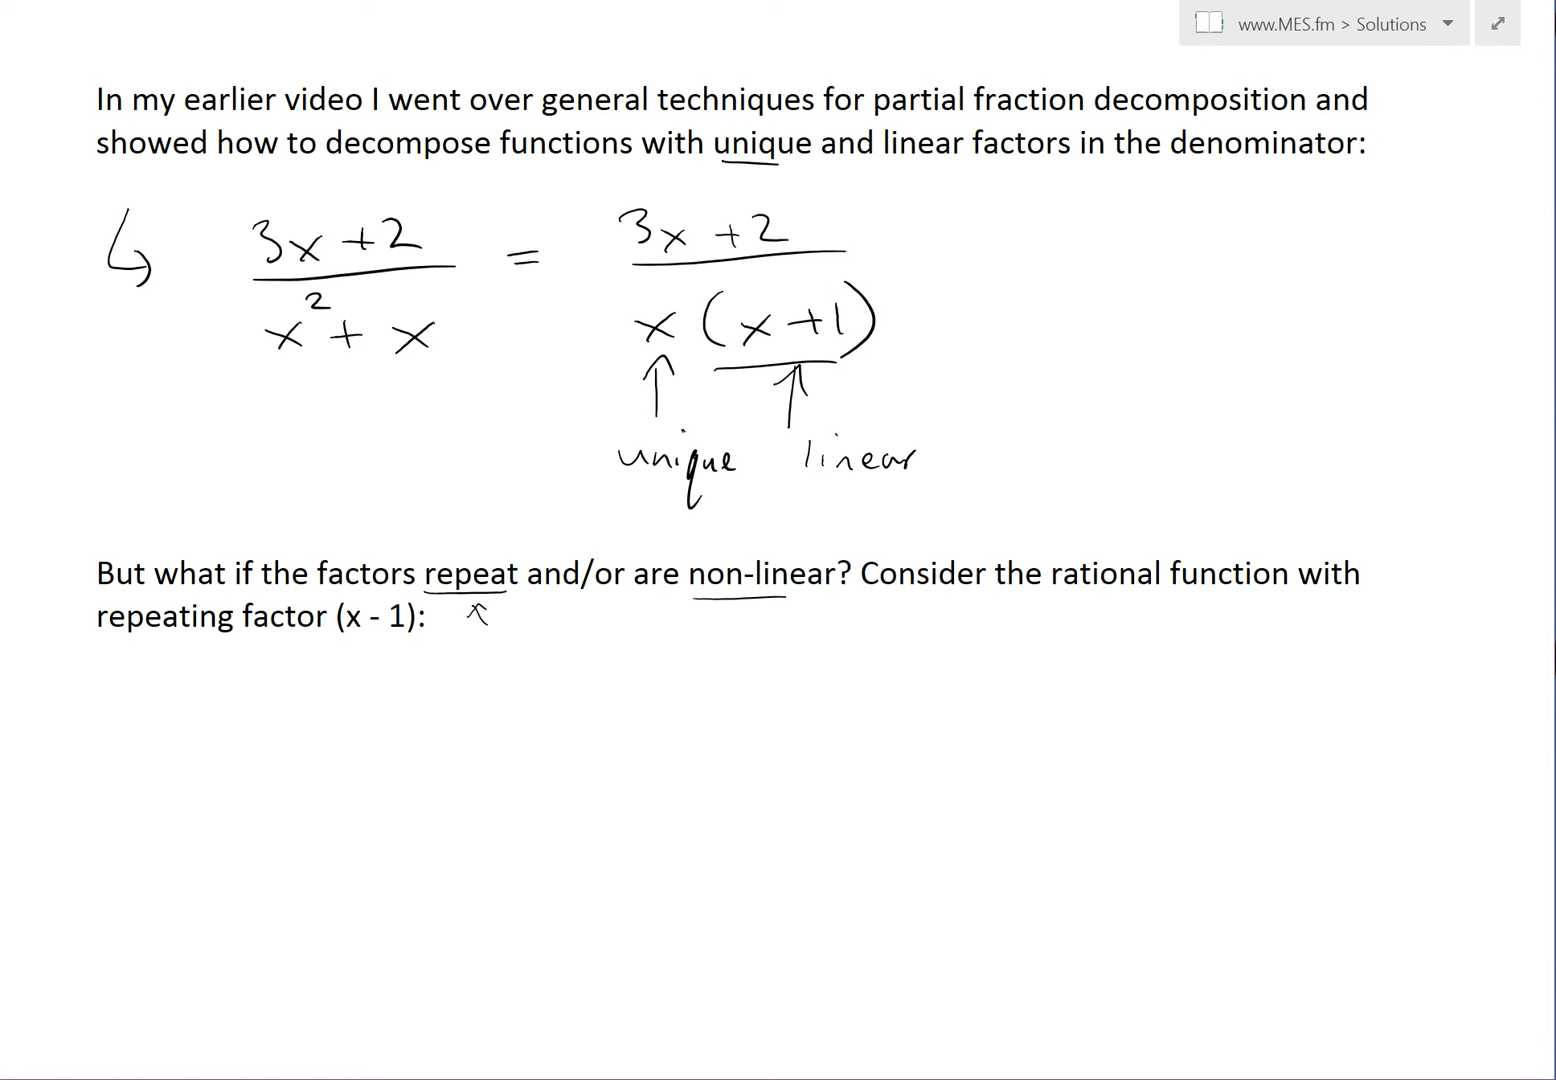 www.MES.fm > Solutions
In my earlier video I went over general techniques for partial fraction decomposition and
showed how to decompose functions with unique and linear factors in the denominator:
3x + 2 = 3x + 2
x² + x x (x + 1)
unique linear
But what if the factors repeat and/or are non-linear? Consider the rational function with
repeating factor (x - 1):